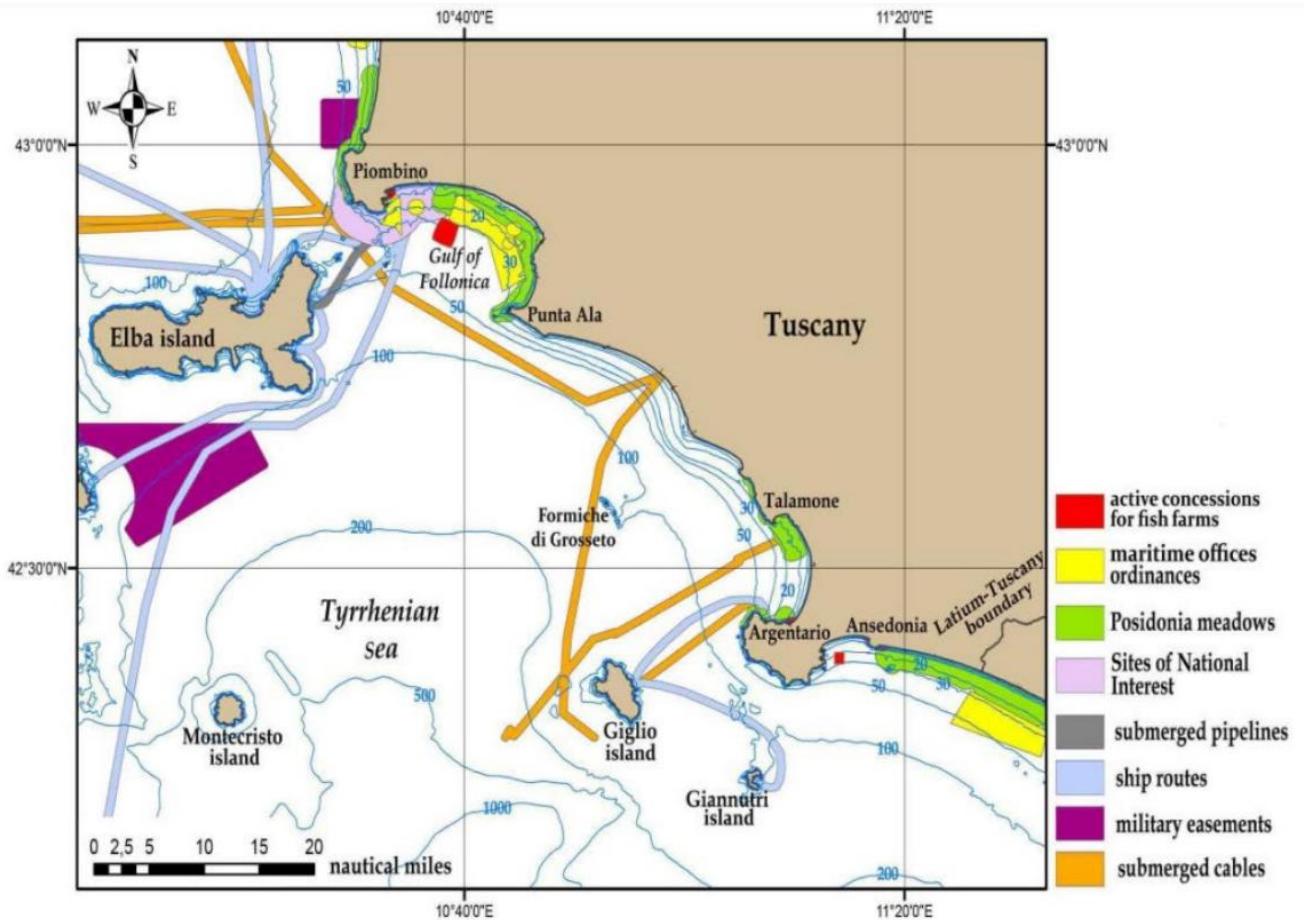 10°40'0"E
11°20'0"E
N
W
E
S
50
43°0'0"N
43°0'0"N
Piombino
20
Gulf of
Follonica
30
100
50
Punta Ala
Elba island
Tuscany
100
100
Talamone
30
50
Formiche
di Grosseto
200
42°30'0"N
42°30'0"N
20
Tyrrhenian
sea
Argentario
Ansedonia
Latium-Tuscany
boundary
20
50
30
500
Montecristo
island
Giglio
island
100
Giannutri
island
1000
200
0
2,5
5
10
15
20
nautical miles
10°40'0"E
11°20'0"E
active concessions
for fish farms
maritime offices
ordinances
Posidonia meadows
Sites of National
Interest
submerged pipelines
ship routes
military easements
submerged cables